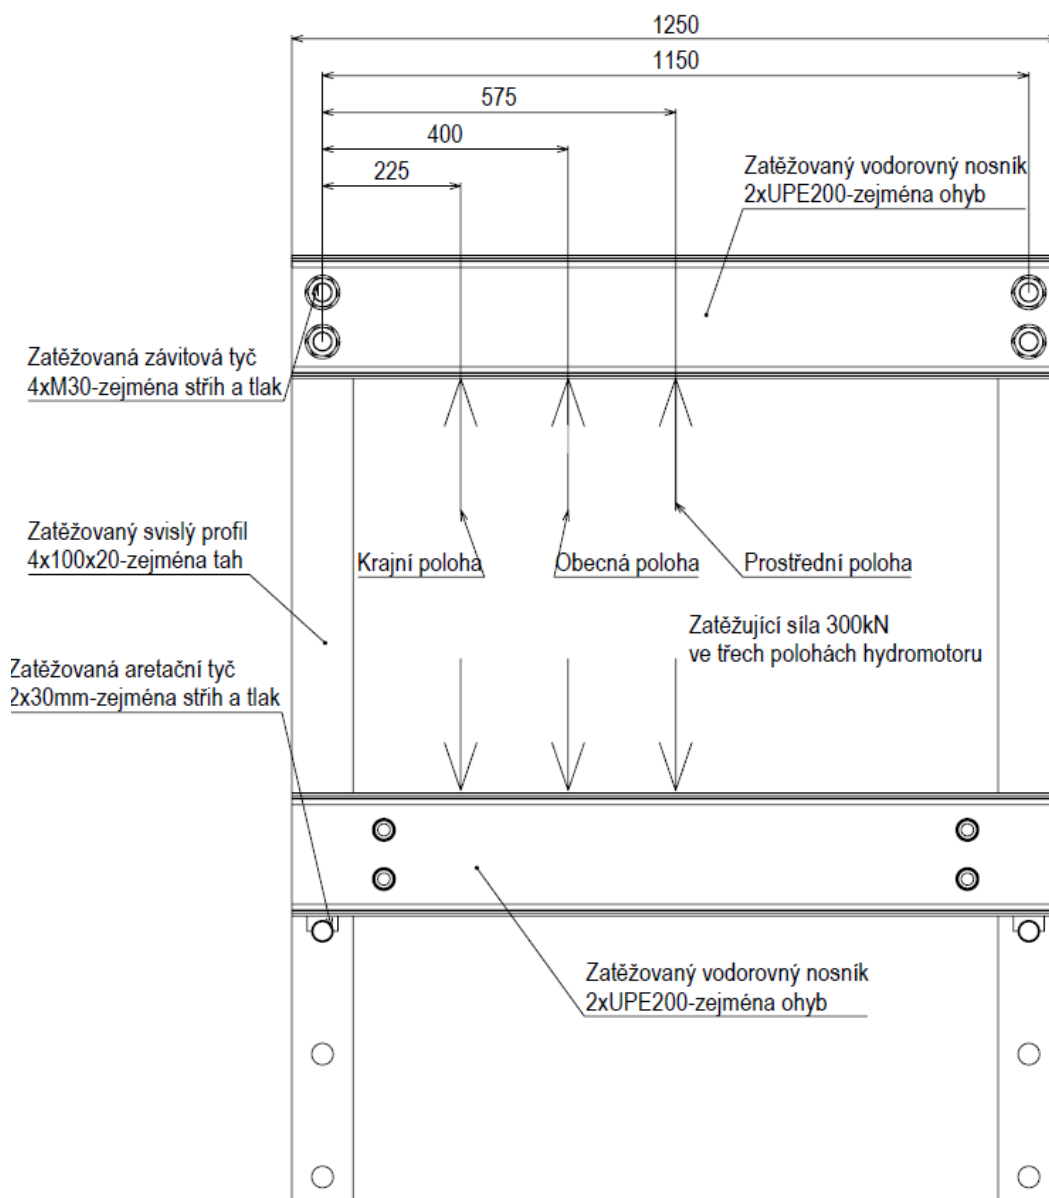 1250
1150
575
400
225
Zatěžovaný vodorovný nosník
2xUPE200-zejména ohyb
Zatěžovaná závitová tyč
4xM30-zejména střih a tlak
Zatěžovaný svislý profil
4x100x20-zejména tah
Krajní poloha
Obecná poloha
Prostřední poloha
Zatěžující síla 300kN
ve třech polohách hydromotoru
Zatěžovaná aretační tyč
2x30mm-zejména střih a tlak
Zatěžovaný vodorovný nosník
2xUPE200-zejména ohyb